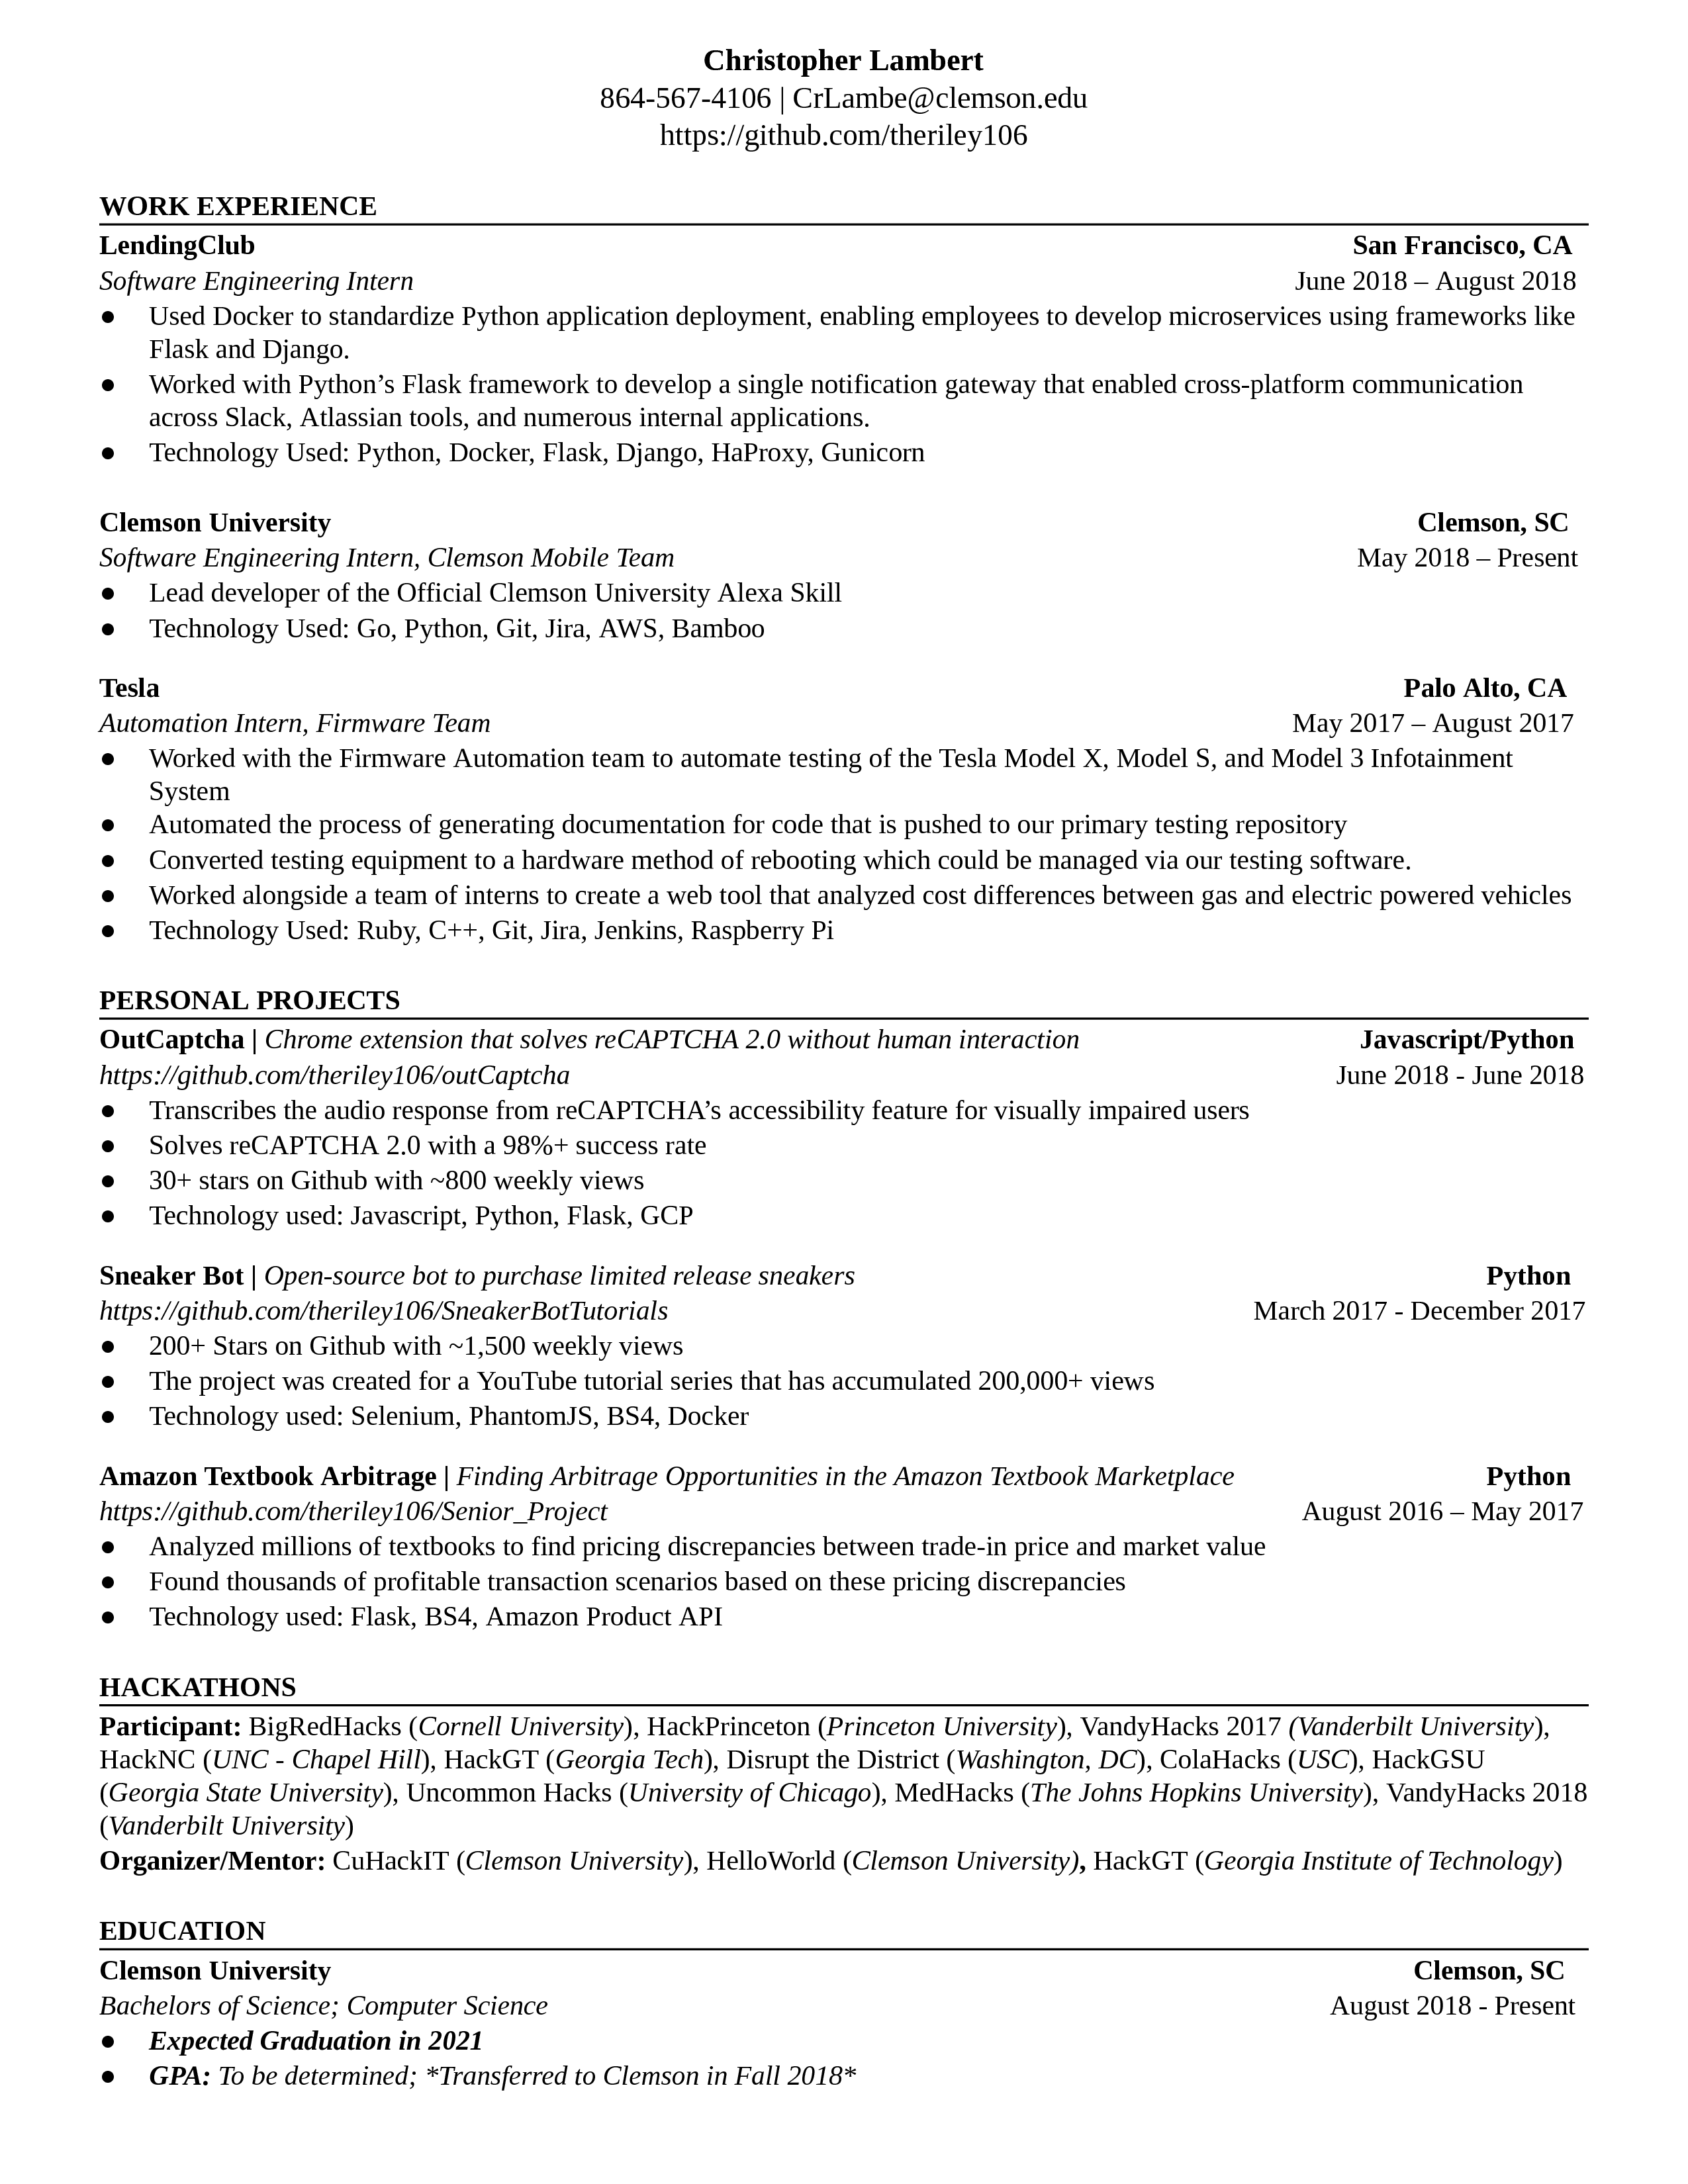 Christopher Lambert
864-567-4106 | CrLambe@clemson.edu
https://github.com/theriley106
WORK EXPERIENCE
LendingClub San Francisco, CA
Software Engineering Intern June 2018 – August 2018
● Used Docker to standardize Python application deployment, enabling employees to develop microservices using frameworks like
Flask and Django.
● Worked with Python’s Flask framework to develop a single notification gateway that enabled cross-platform communication
across Slack, Atlassian tools, and numerous internal applications.
● Technology Used: Python, Docker, Flask, Django, HaProxy, Gunicorn
Clemson University Clemson, SC
Software Engineering Intern, Clemson Mobile Team May 2018 – Present
● Lead developer of the Official Clemson University Alexa Skill
● Technology Used: Go, Python, Git, Jira, AWS, Bamboo
Tesla Palo Alto, CA
Automation Intern, Firmware Team May 2017 – August 2017
● Worked with the Firmware Automation team to automate testing of the Tesla Model X, Model S, and Model 3 Infotainment
System
● Automated the process of generating documentation for code that is pushed to our primary testing repository
● Converted testing equipment to a hardware method of rebooting which could be managed via our testing software.
● Worked alongside a team of interns to create a web tool that analyzed cost differences between gas and electric powered vehicles
● Technology Used: Ruby, C++, Git, Jira, Jenkins, Raspberry Pi
PERSONAL PROJECTS
OutCaptcha | Chrome extension that solves reCAPTCHA 2.0 without human interaction Javascript/Python
https://github.com/theriley106/outCaptcha June 2018 - June 2018
● Transcribes the audio response from reCAPTCHA’s accessibility feature for visually impaired users
● Solves reCAPTCHA 2.0 with a 98%+ success rate
● 30+ stars on Github with ~800 weekly views
● Technology used: Javascript, Python, Flask, GCP
Sneaker Bot | Open-source bot to purchase limited release sneakers Python
https://github.com/theriley106/SneakerBotTutorials March 2017 - December 2017
● 200+ Stars on Github with ~1,500 weekly views
● The project was created for a YouTube tutorial series that has accumulated 200,000+ views
● Technology used: Selenium, PhantomJS, BS4, Docker
Amazon Textbook Arbitrage | Finding Arbitrage Opportunities in the Amazon Textbook Marketplace Python
https://github.com/theriley106/Senior_Project August 2016 – May 2017
● Analyzed millions of textbooks to find pricing discrepancies between trade-in price and market value
● Found thousands of profitable transaction scenarios based on these pricing discrepancies
● Technology used: Flask, BS4, Amazon Product API
HACKATHONS
Participant: BigRedHacks (Cornell University), HackPrinceton (Princeton University), VandyHacks 2017 (Vanderbilt University),
HackNC (UNC - Chapel Hill), HackGT (Georgia Tech), Disrupt the District (Washington, DC), ColaHacks (USC), HackGSU
(Georgia State University), Uncommon Hacks (University of Chicago), MedHacks (The Johns Hopkins University), VandyHacks 2018
(Vanderbilt University)
Organizer/Mentor: CuHackIT (Clemson University), HelloWorld (Clemson University), HackGT (Georgia Institute of Technology)
EDUCATION
Clemson University Clemson, SC
Bachelors of Science; Computer Science August 2018 - Present
● Expected Graduation in 2021
● GPA: To be determined; *Transferred to Clemson in Fall 2018*